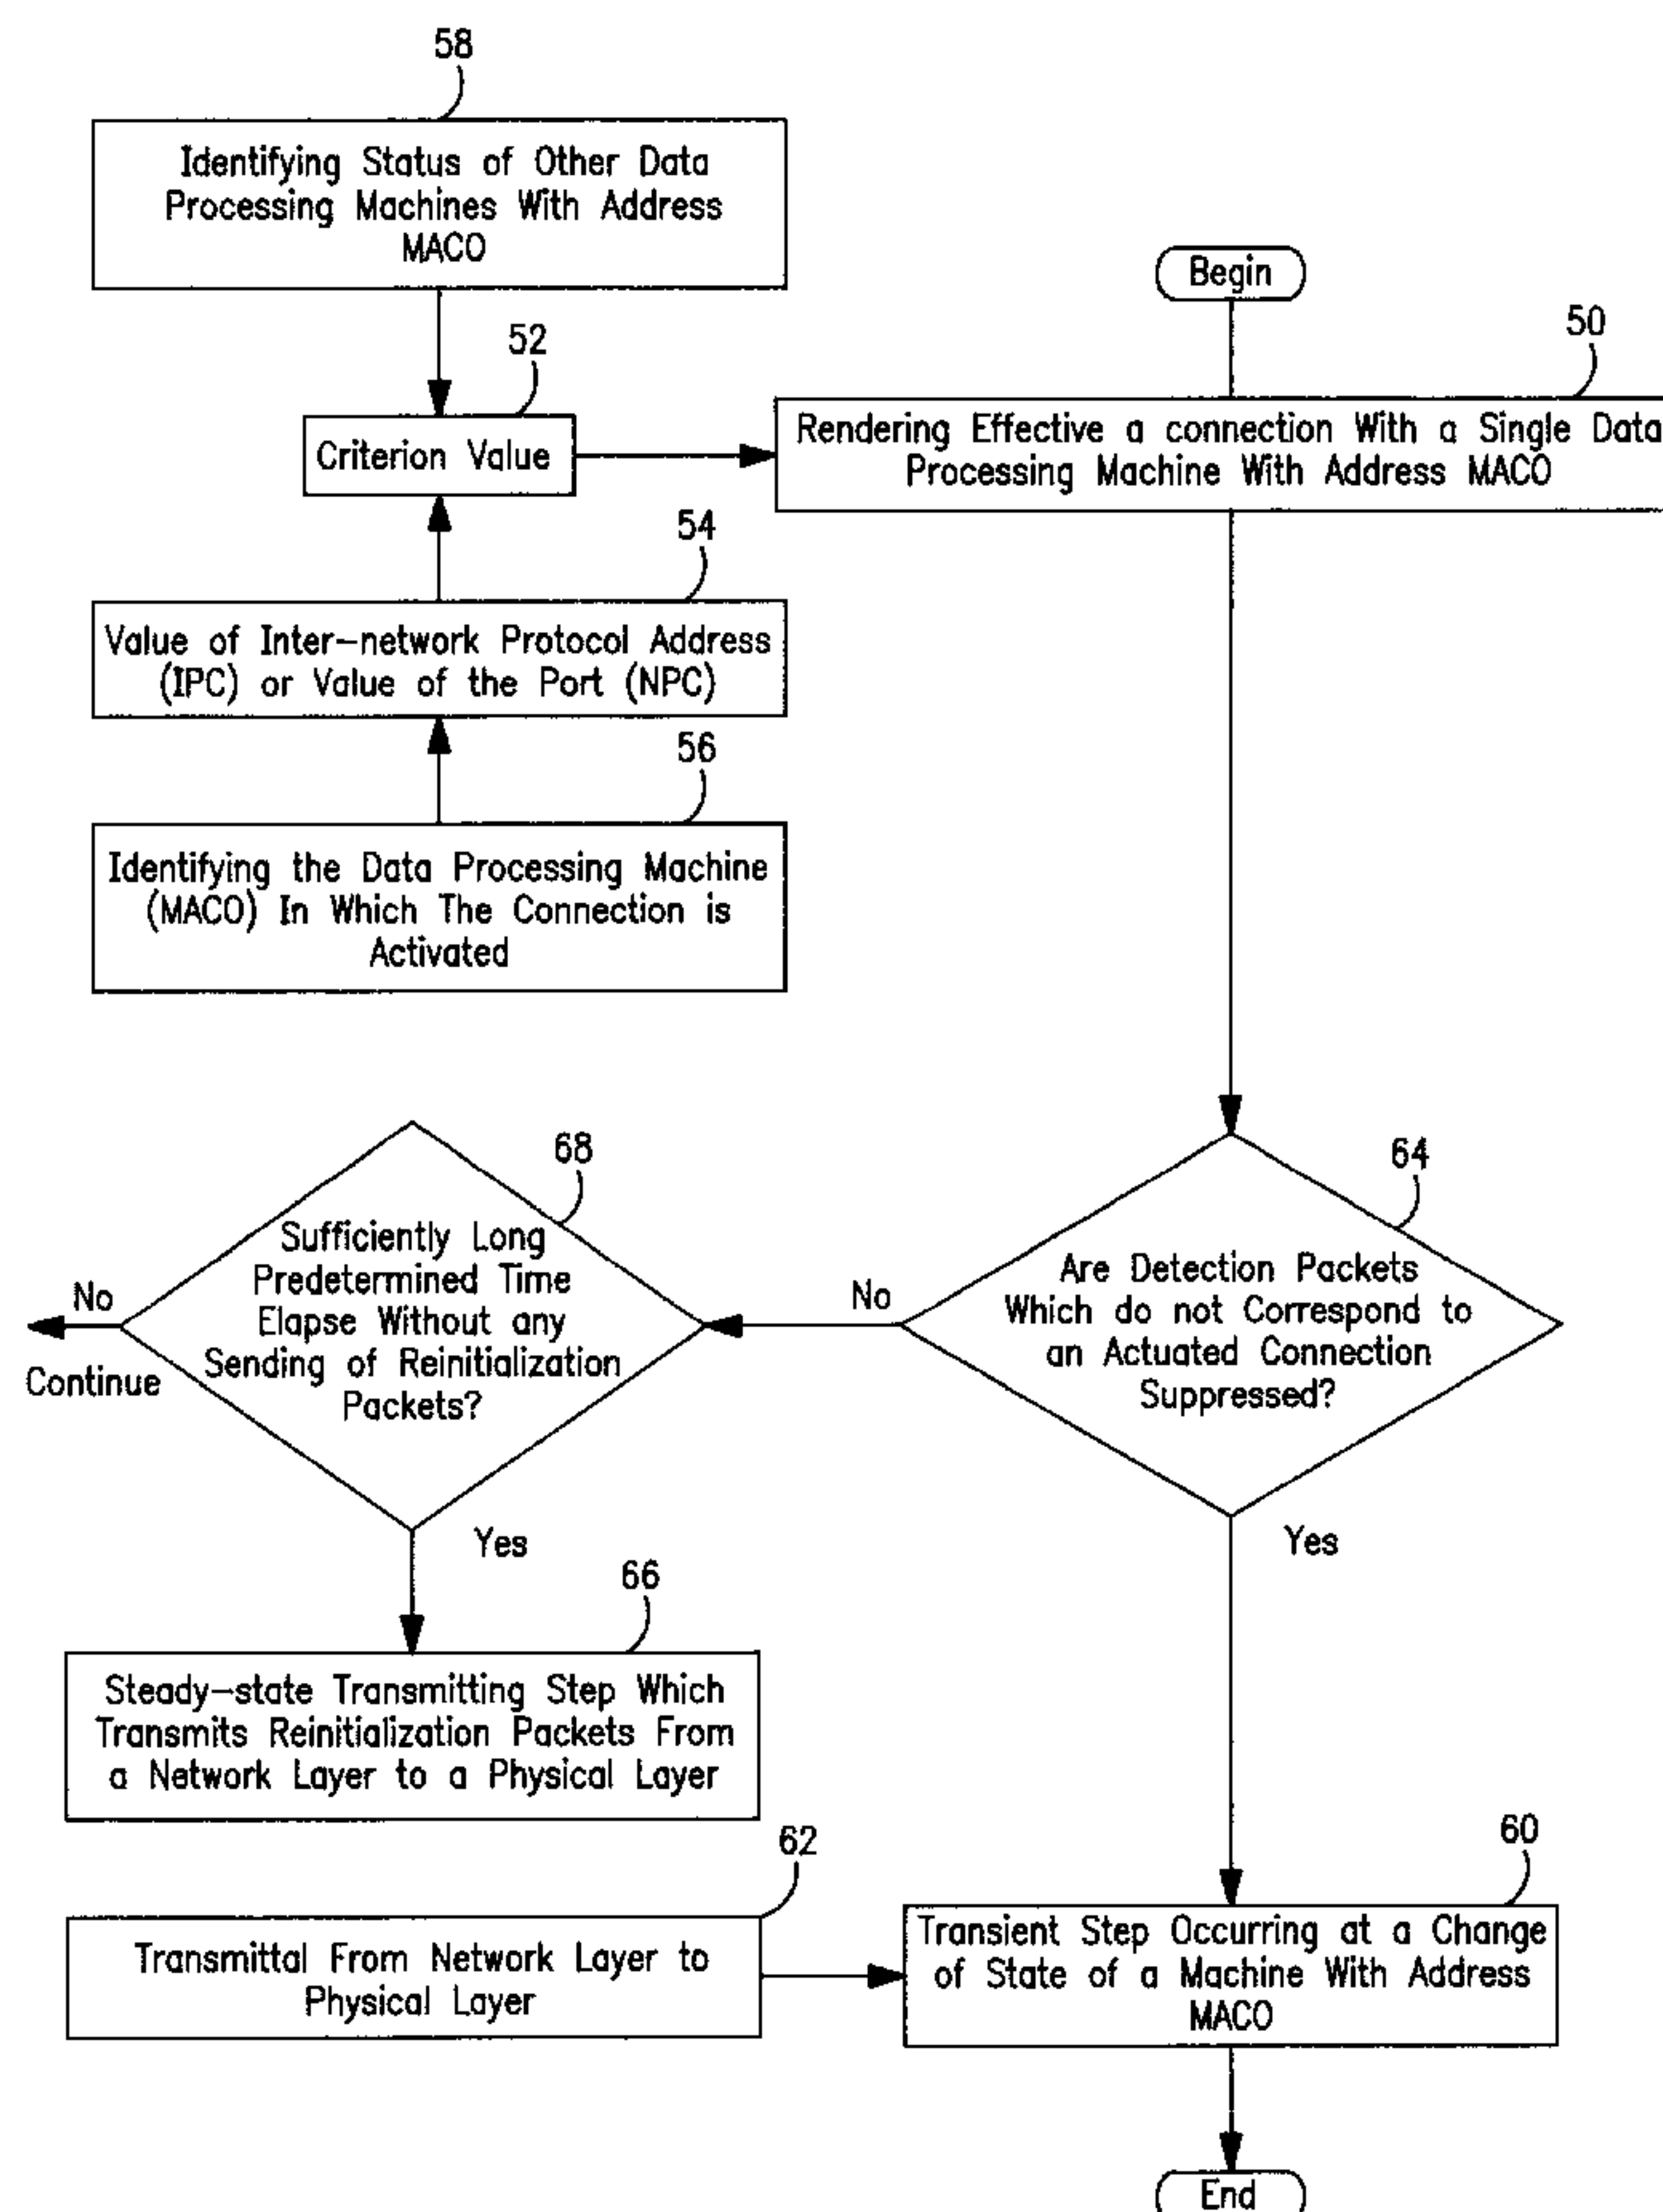 58
Identifying Status of Other Data
Processing Machines With Address
MACO
Begin
52
50
Criterion Value
Rendering Effective a connection With a Single Data
Processing Machine With Address MACO
54
Value of Inter-network Protocol Address
(IPC) or Value of the Port (NPC)
56
Identifying the Data Processing Machine
(MACO) In Which The Connection is
Activated
68
Sufficiently Long
Predetermined Time
Elapse Without any
Sending of Reinitialization
Packets?
No
Continue
Yes
64
Are Detection Packets
Which do not Correspond to
an Actuated Connection
Suppressed?
No
Yes
66
Steady-state Transmitting Step Which
Transmits Reinitialization Packets From
a Network Layer to a Physical Layer
62
Transmittal From Network Layer to
Physical Layer
60
Transient Step Occurring at a Change
of State of a Machine With Address
MACO
End